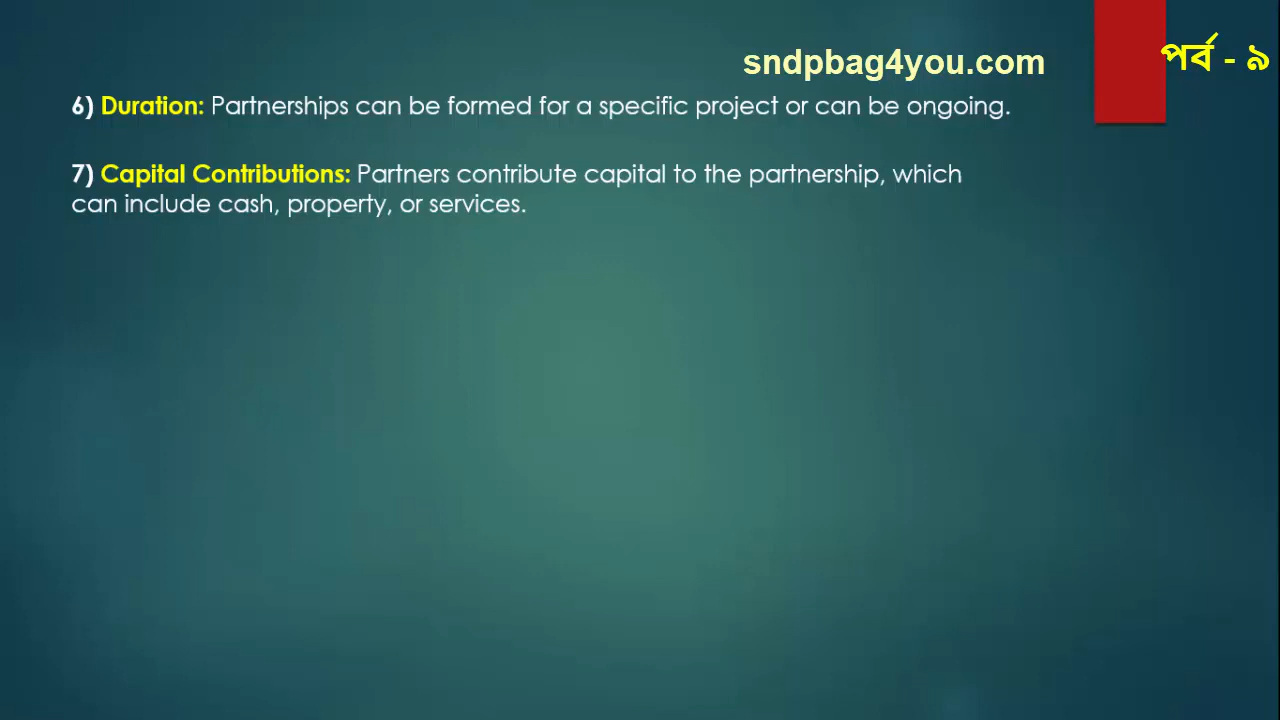 sndpbag4you.com
পর্ব - ৯
6) Duration: Partnerships can be formed for a specific project or can be ongoing.
7) Capital Contributions: Partners contribute capital to the partnership, which
can include cash, property, or services.